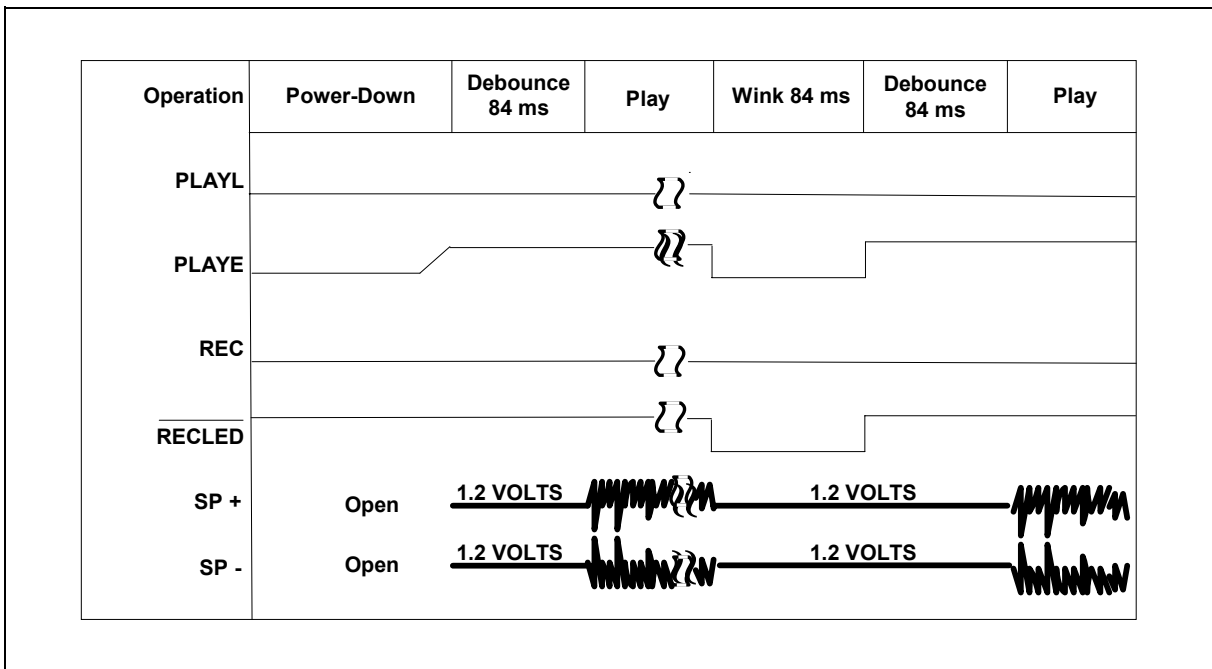 Operation Power-Down Debounce 84 ms Play Wink 84 ms Debounce 84 ms Play
PLAYL
PLAYE
REC
RECLED
SP + Open 1.2 VOLTS 1.2 VOLTS
SP - Open 1.2 VOLTS 1.2 VOLTS